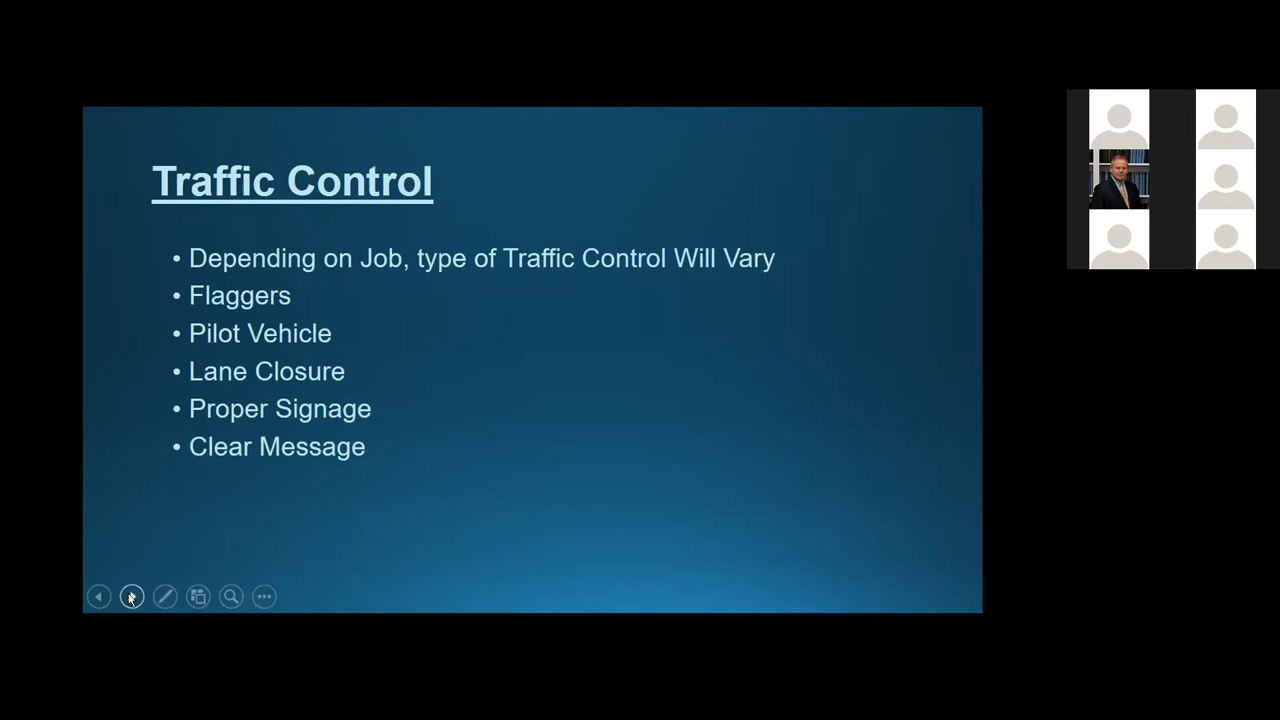 Traffic Control
• Depending on Job, type of Traffic Control Will Vary
• Flaggers
• Pilot Vehicle
• Lane Closure
• Proper Signage
• Clear Message